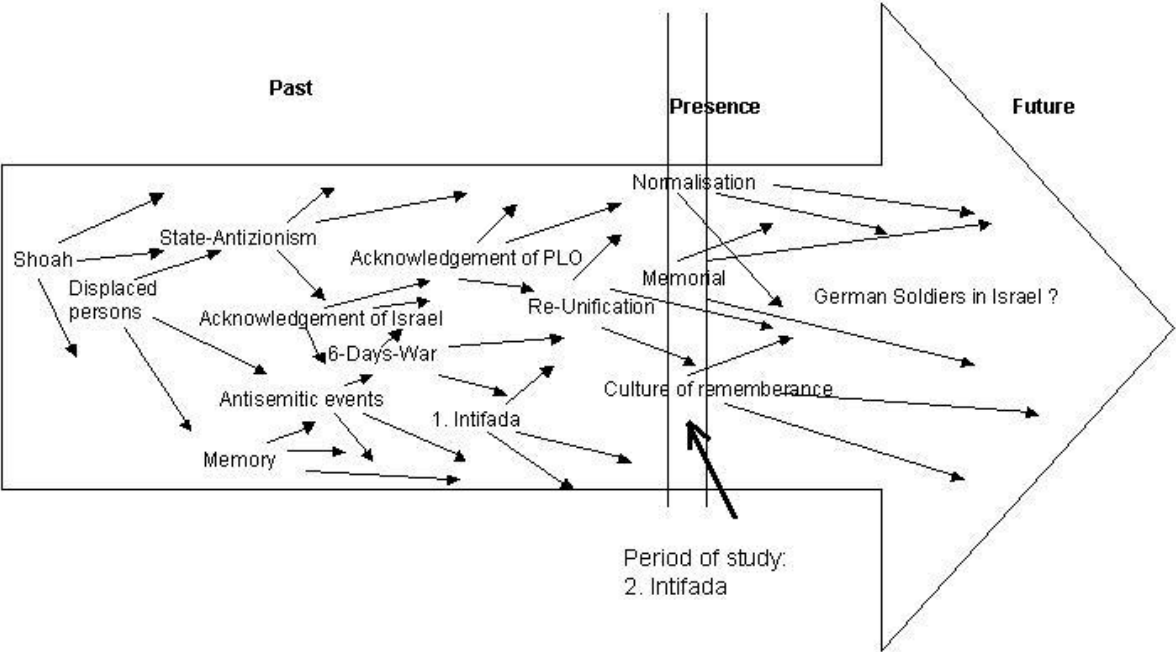 Past
Presence
Future
Normalisation
State-Antizionism
Shoah
Acknowledgement of PLO
Memorial
Displaced
persons
German Soldiers in Israel ?
Re-Unification
Acknowledgement of Israel
6-Days-War
Culture of rememberance
Antisemitic events
1. Intifada
Memory
Period of study:
2. Intifada